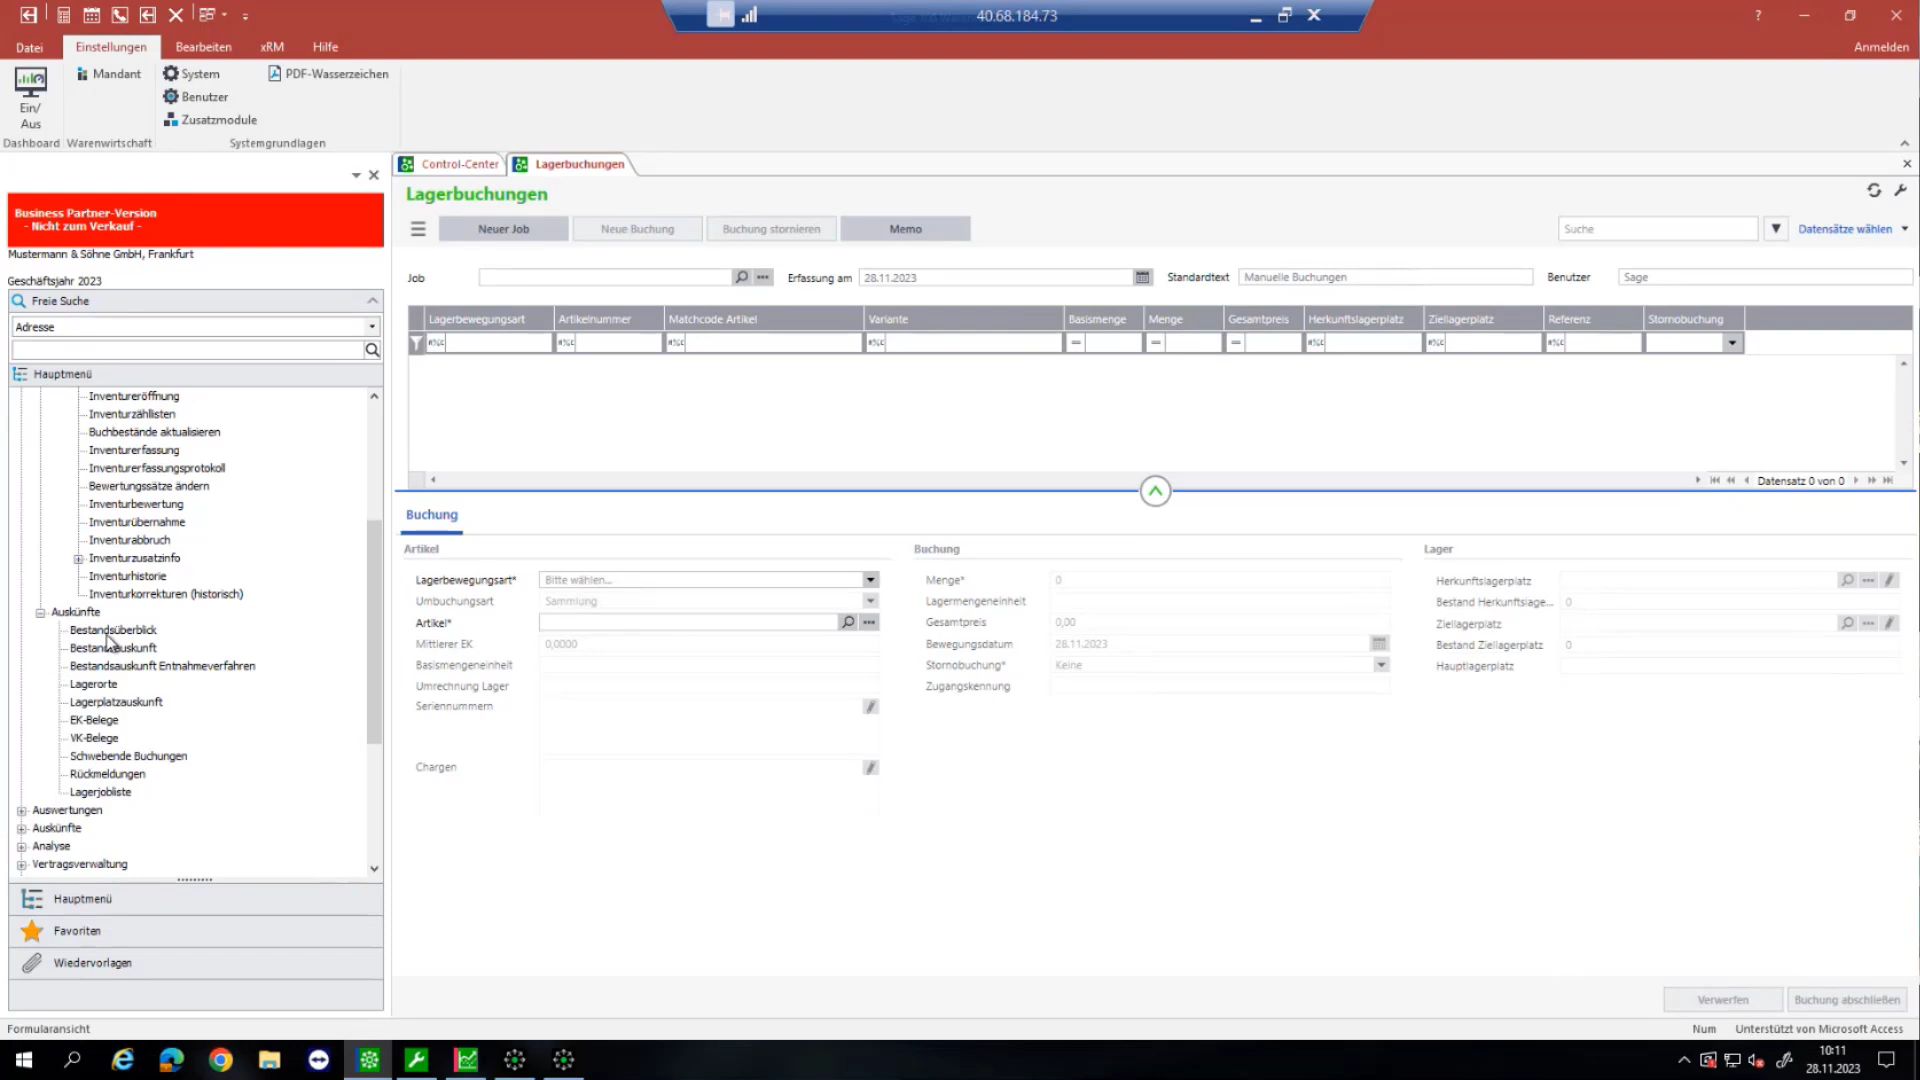 40.68.184.73
Datei
Einstellungen
Bearbeiten
xRM
Hilfe
Anmelden
Ein/
Aus
Mandant
System
Benutzer
Zusatzmodule
PDF-Wasserzeichen
Dashboard
Warenwirtschaft
Systemgrundlagen
Business Partner-Version
- Nicht zum Verkauf -
Mustermann & Söhne GmbH, Frankfurt
Geschäftsjahr 2023
Freie Suche
Adresse
Hauptmenü
Inventureröffnung
Inventurzähllisten
Buchbestände aktualisieren
Inventurerfassung
Inventurerfassungsprotokoll
Bewertungssätze ändern
Inventurbewertung
Inventurübernahme
Inventurabbruch
Inventurzusatzinfo
Inventurhistorie
Inventurkorrekturen (historisch)
Auskünfte
Bestandsüberblick
Bestandsauskunft
Bestandsauskunft Entnahmeverfahren
Lagerorte
Lagerplatzauskunft
EK-Belege
VK-Belege
Schwebende Buchungen
Rückmeldungen
Lagerjobliste
Auswertungen
Auskünfte
Analyse
Vertragsverwaltung
Hauptmenü
Favoriten
Wiedervorlagen
Control-Center
Lagerbuchungen
Lagerbuchungen
Neuer Job
Neue Buchung
Buchung stornieren
Memo
Suche
Datensätze wählen
Job
Erfassung am
28.11.2023
Standardtext
Manuelle Buchungen
Benutzer
Sage
Lagerbewegungsart
Artikelnummer
Matchcode Artikel
Variante
Basismenge
Menge
Gesamtpreis
Herkunftslagerplatz
Ziellagerplatz
Referenz
Stornobuchung
Datensatz 0 von 0
Buchung
Artikel
Lagerbewegungsart*
Bitte wählen...
Umbuchungsart
Sammlung
Artikel*
Mittlerer EK
0,0000
Basismengeneinheit
Umrechnung Lager
Seriennummern
Chargen
Buchung
Menge*
0
Lagermengeneinheit
Gesamtpreis
0,00
Bewegungsdatum
28.11.2023
Stornobuchung*
Keine
Zugangskennung
Lager
Herkunftslagerplatz
Bestand Herkunftslage...
0
Ziellagerplatz
Bestand Ziellagerplatz
0
Hauptlagerplatz
Verwerfen
Buchung abschließen
Formularansicht
Num
Unterstützt von Microsoft Access
10:11
28.11.2023